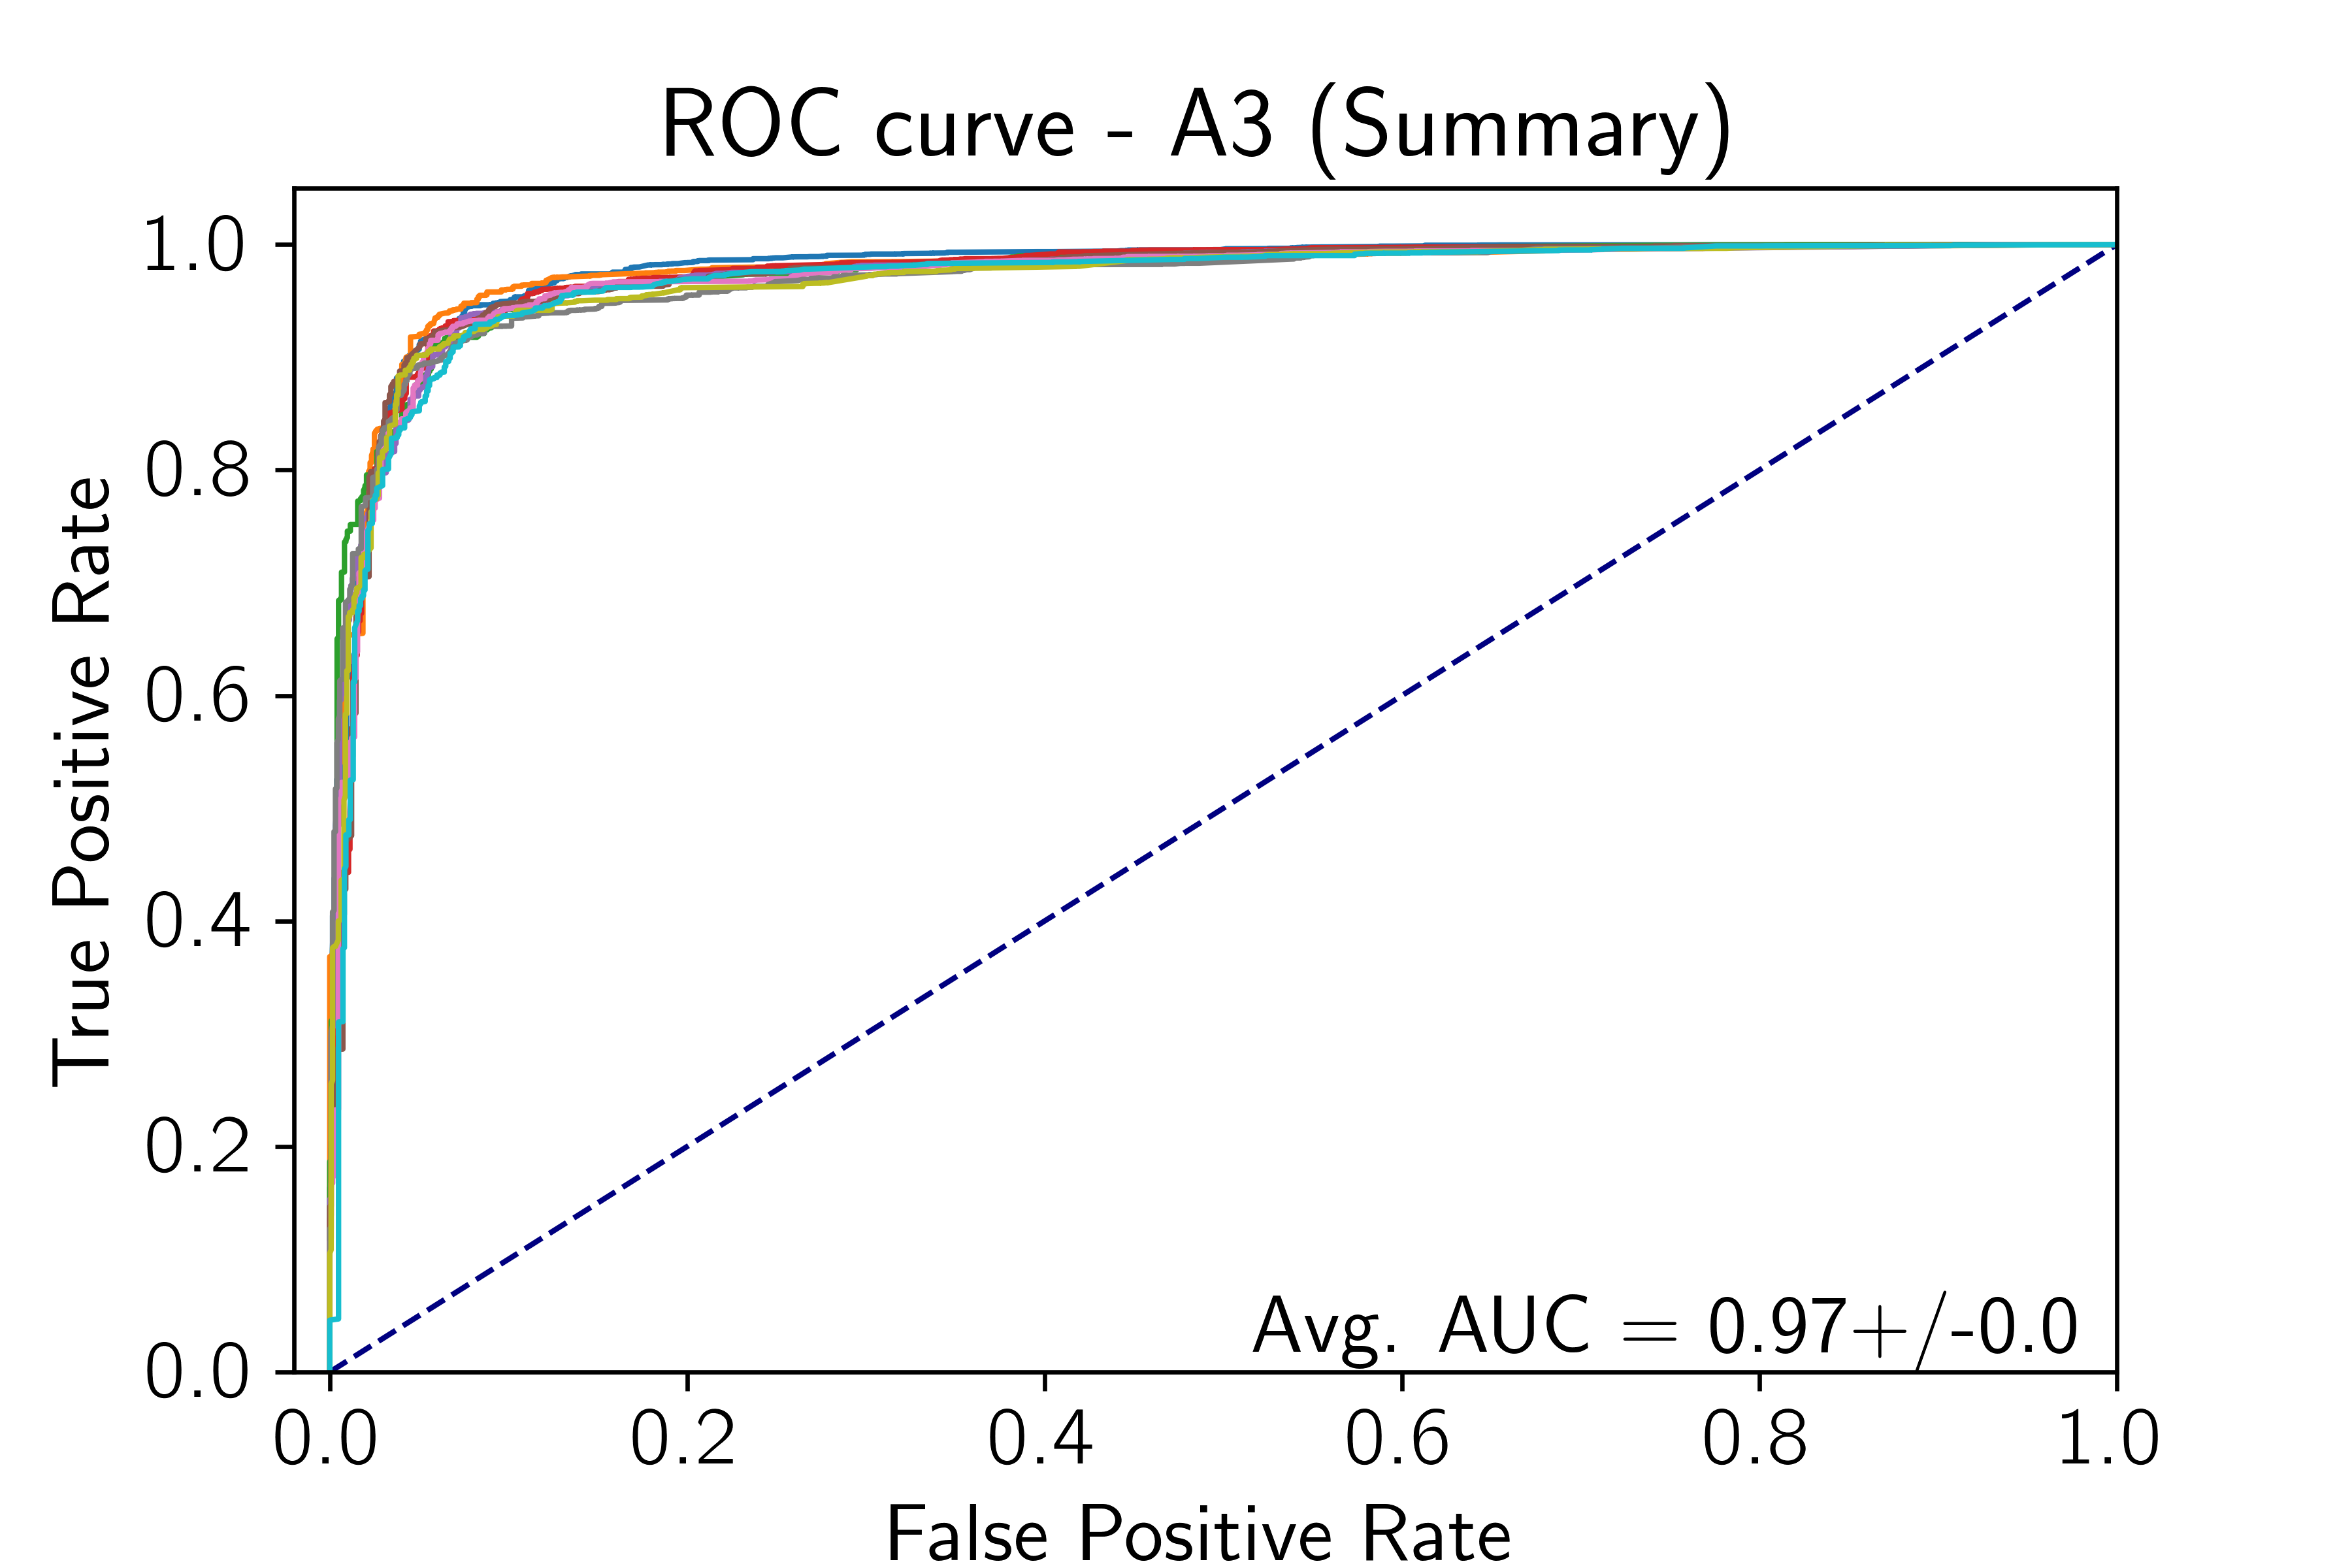 ROC curve - A3 (Summary)
True Positive Rate
1.0
0.8
0.6
0.4
0.2
0.0
Avg. AUC = 0.97+/-0.0
0.0 0.2 0.4 0.6 0.8 1.0
False Positive Rate